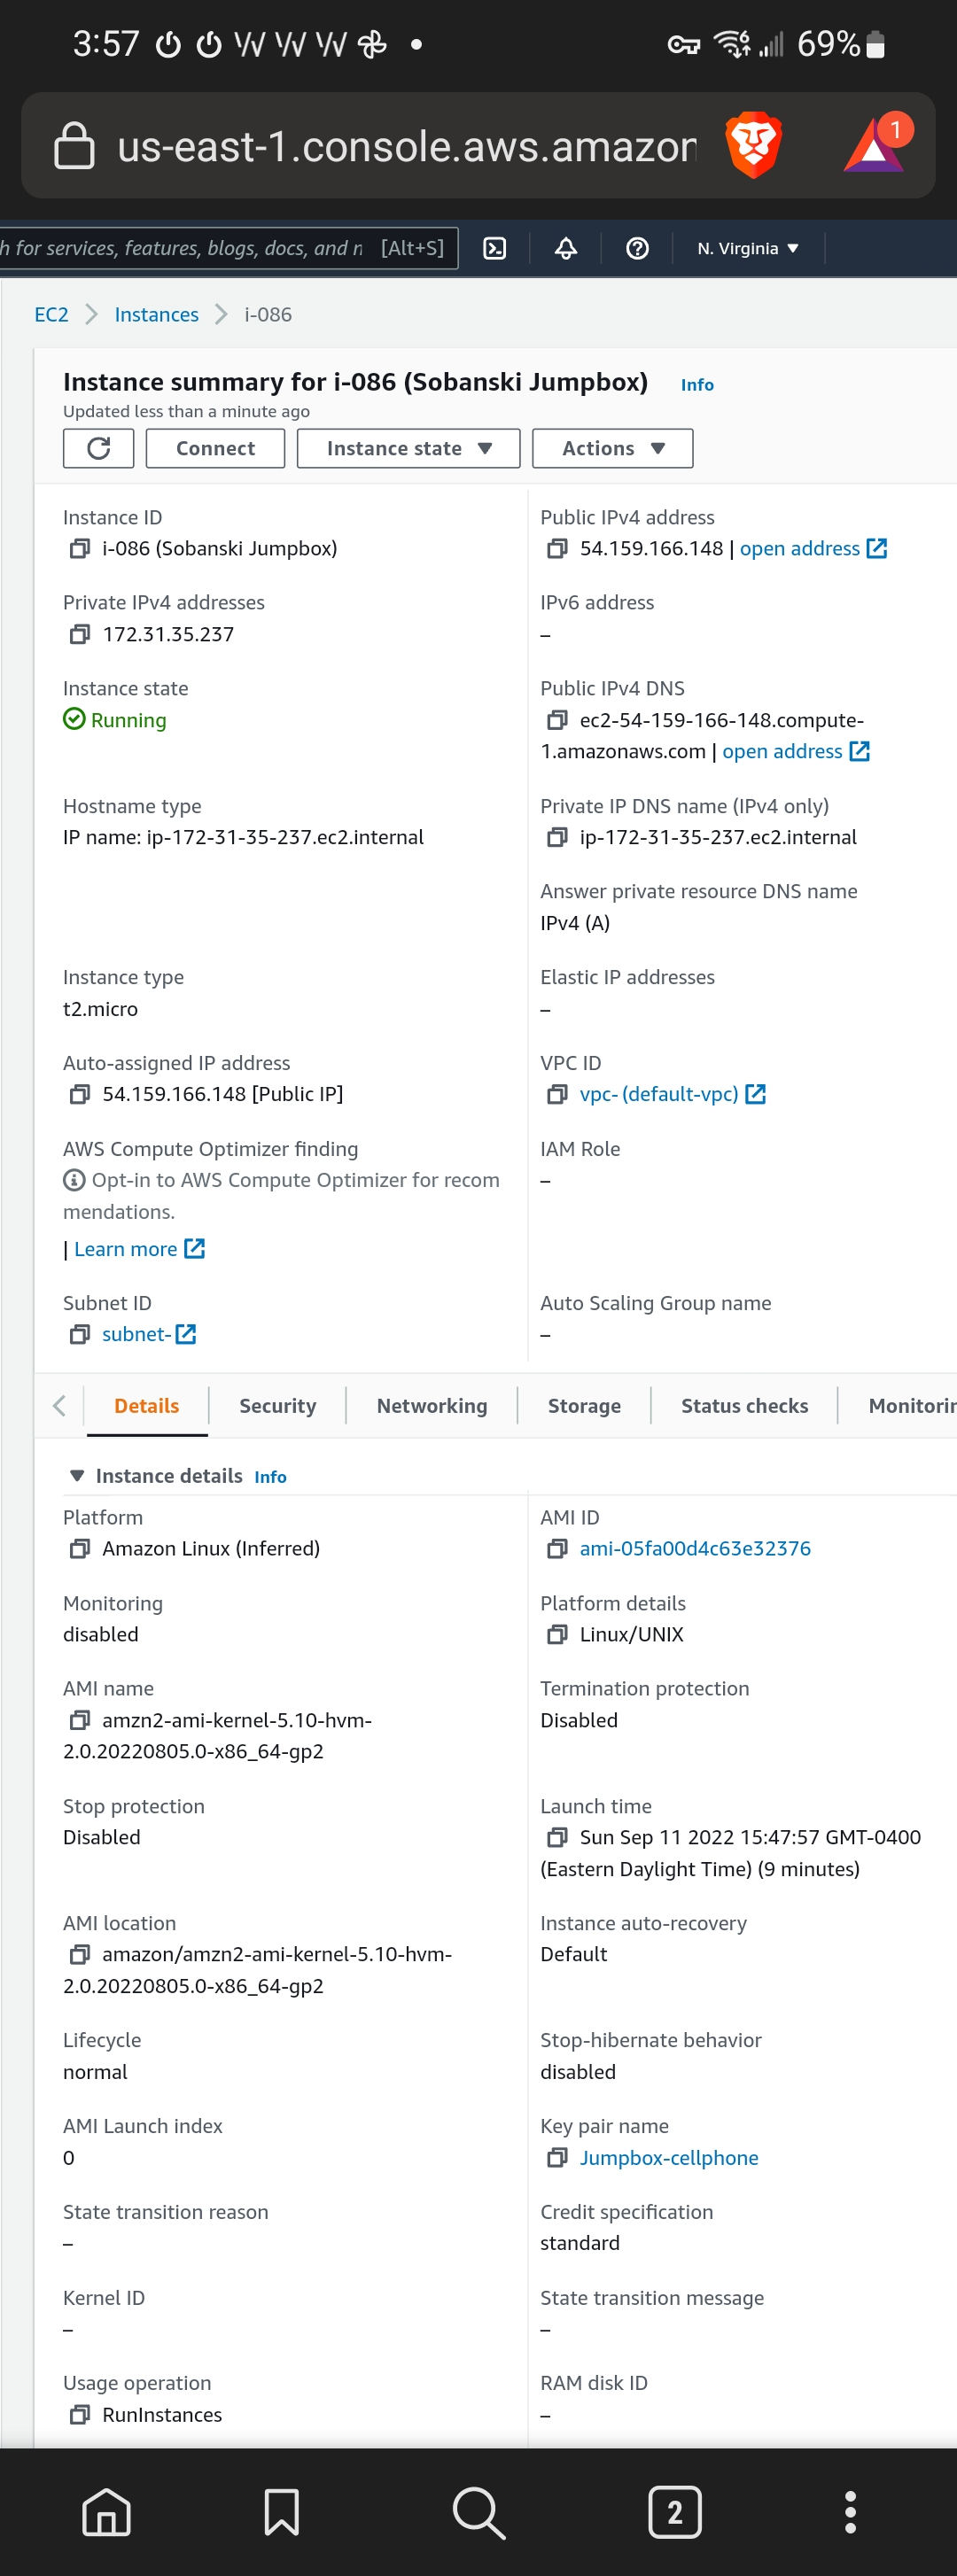 3:57
69%
us-east-1.console.aws.amazon
1
h for services, features, blogs, docs, and n [Alt+S]
N. Virginia
EC2 Instances i-086
Instance summary for i-086 (Sobanski Jumpbox) Info
Updated less than a minute ago
Connect Instance state Actions
Instance ID
i-086 (Sobanski Jumpbox)
Public IPv4 address
54.159.166.148 | open address
Private IPv4 addresses
172.31.35.237
IPv6 address
–
Instance state
Running
Public IPv4 DNS
ec2-54-159-166-148.compute-
1.amazonaws.com | open address
Hostname type
IP name: ip-172-31-35-237.ec2.internal
Private IP DNS name (IPv4 only)
ip-172-31-35-237.ec2.internal
Answer private resource DNS name
IPv4 (A)
Instance type
t2.micro
Elastic IP addresses
–
Auto-assigned IP address
54.159.166.148 [Public IP]
VPC ID
vpc- (default-vpc)
AWS Compute Optimizer finding
Opt-in to AWS Compute Optimizer for recom
mendations.
| Learn more
IAM Role
–
Subnet ID
subnet-
Auto Scaling Group name
–
Details Security Networking Storage Status checks Monitorin
Instance details Info
Platform
Amazon Linux (Inferred)
AMI ID
ami-05fa00d4c63e32376
Monitoring
disabled
Platform details
Linux/UNIX
AMI name
amzn2-ami-kernel-5.10-hvm-
2.0.20220805.0-x86_64-gp2
Termination protection
Disabled
Stop protection
Disabled
Launch time
Sun Sep 11 2022 15:47:57 GMT-0400
(Eastern Daylight Time) (9 minutes)
AMI location
amazon/amzn2-ami-kernel-5.10-hvm-
2.0.20220805.0-x86_64-gp2
Instance auto-recovery
Default
Lifecycle
normal
Stop-hibernate behavior
disabled
AMI Launch index
0
Key pair name
Jumpbox-cellphone
State transition reason
–
Credit specification
standard
Kernel ID
–
State transition message
–
Usage operation
RunInstances
RAM disk ID
–
2